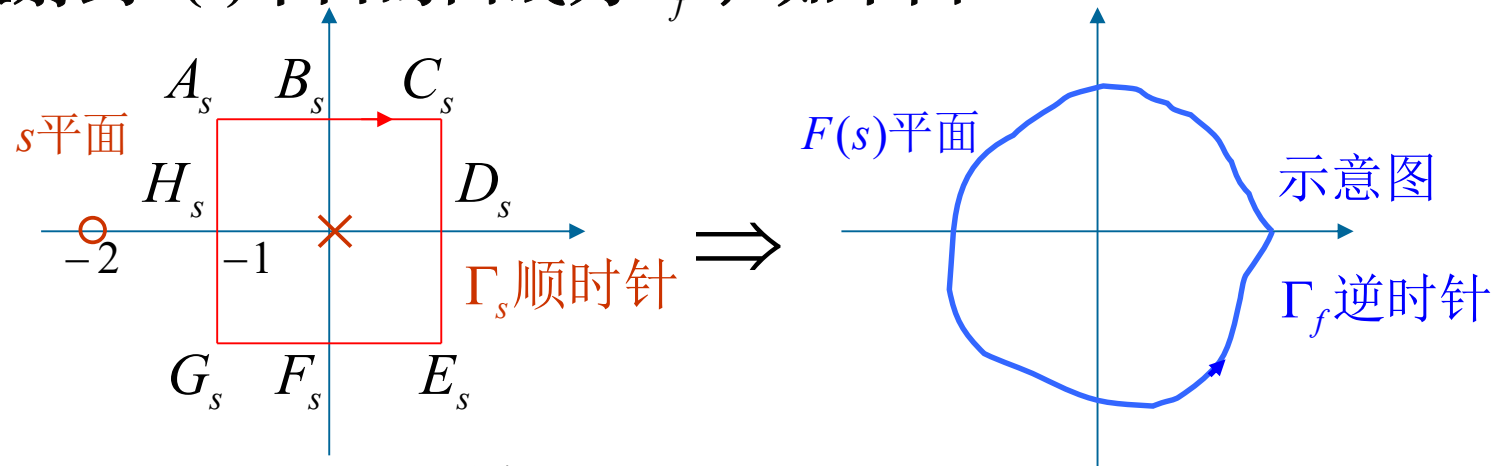 A_s B_s C_s
s平面
F(s)平面
H_s D_s
示意图
−2 −1
⇒
Γ_s顺时针
Γ_f逆时针
G_s F_s E_s